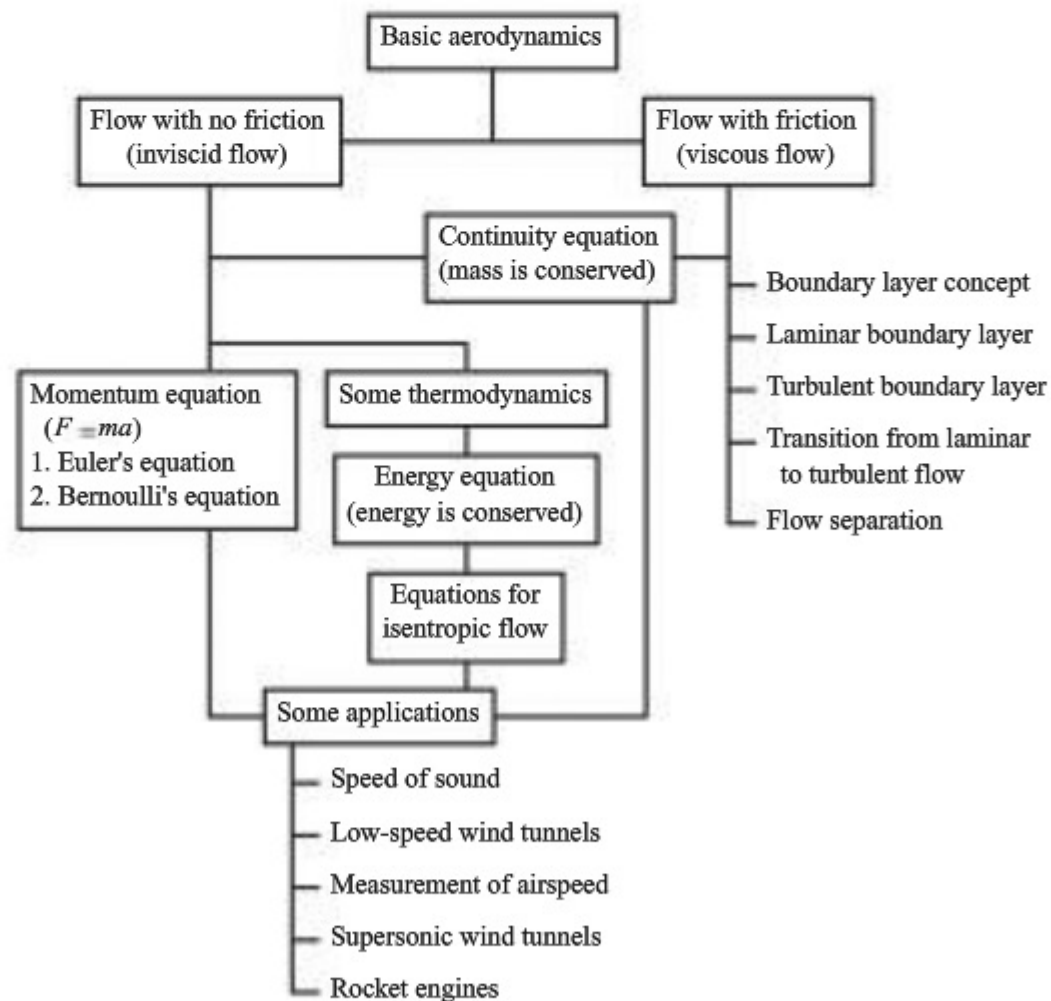 Basic aerodynamics
Flow with no friction
(inviscid flow)
Flow with friction
(viscous flow)
Continuity equation
(mass is conserved)
Boundary layer concept
Laminar boundary layer
Turbulent boundary layer
Transition from laminar
to turbulent flow
Flow separation
Momentum equation
(F = ma)
1. Euler's equation
2. Bernoulli's equation
Some thermodynamics
Energy equation
(energy is conserved)
Equations for
isentropic flow
Some applications
Speed of sound
Low-speed wind tunnels
Measurement of airspeed
Supersonic wind tunnels
Rocket engines